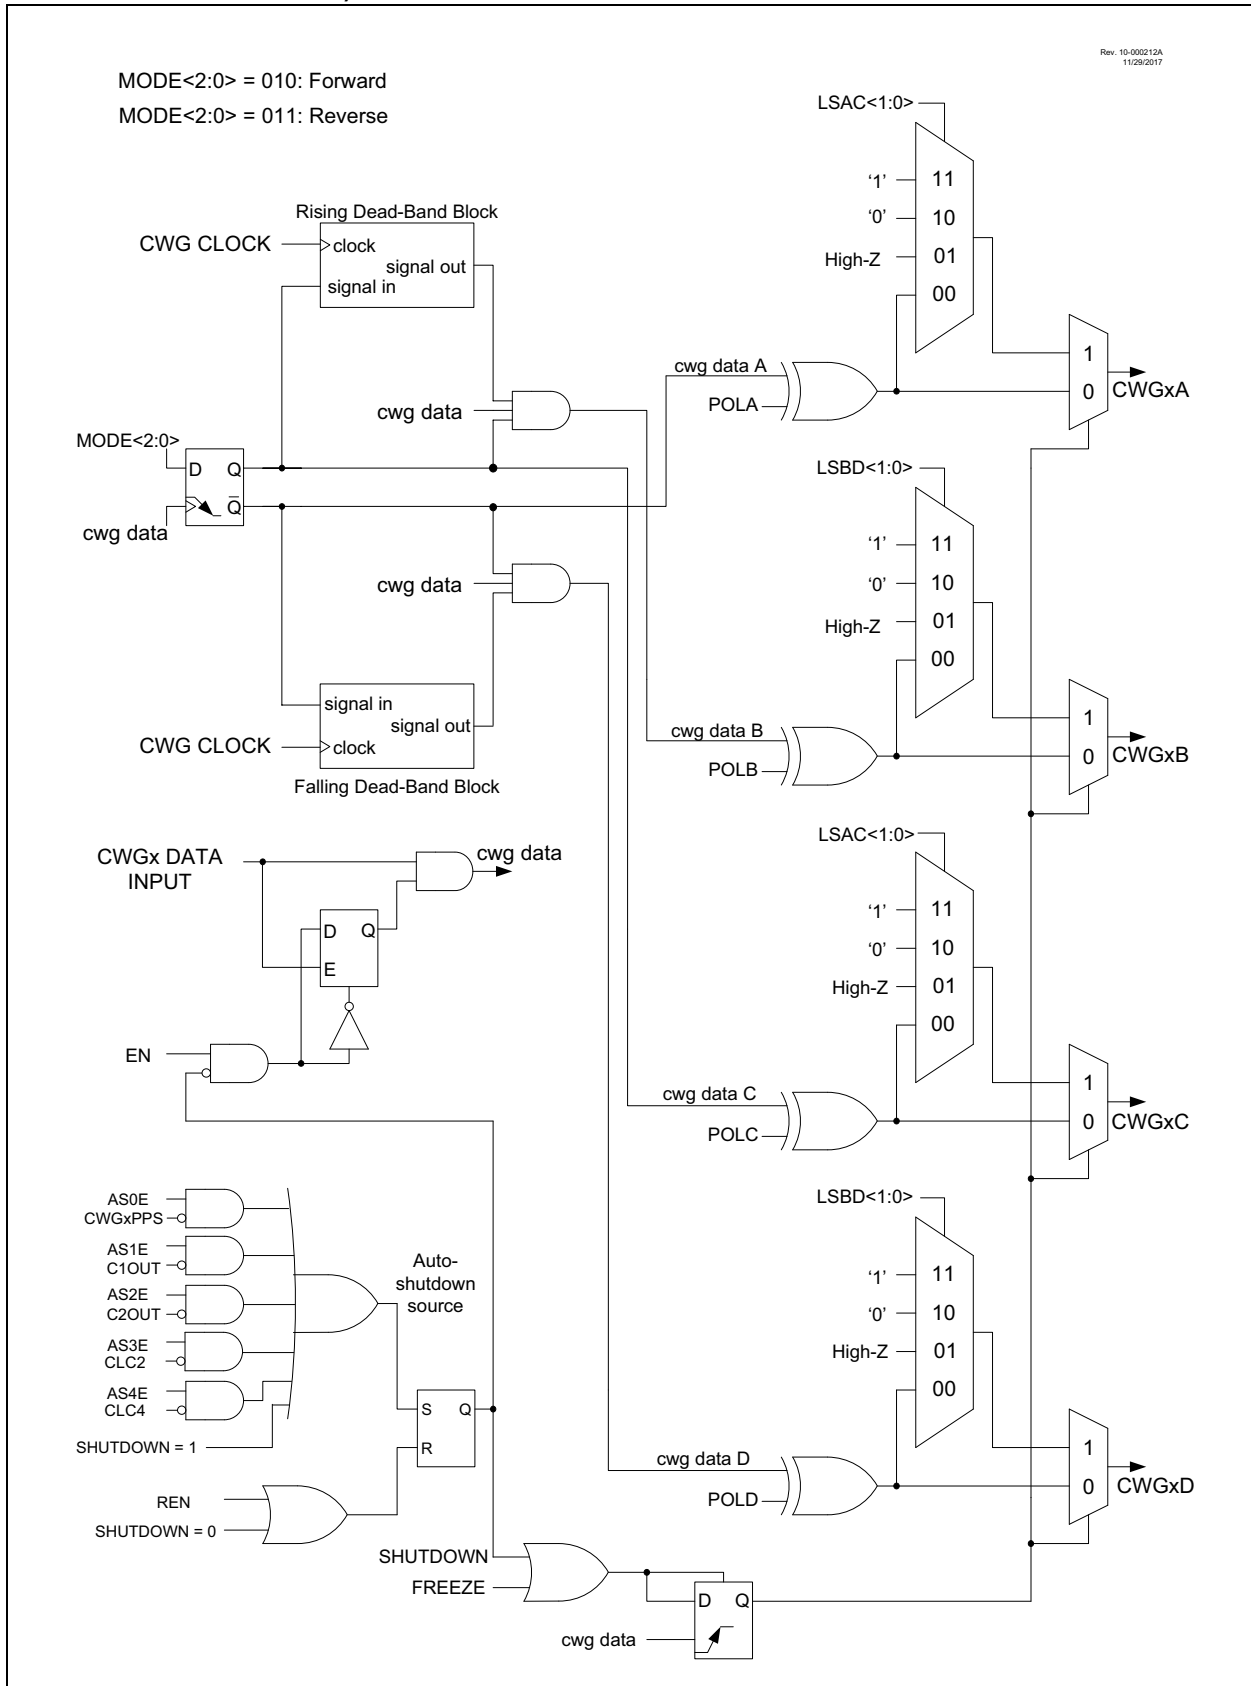 Rev. 10-000212A
11/29/2017
MODE<2:0> = 010: Forward
MODE<2:0> = 011: Reverse
LSAC<1:0>
‘1’
11
‘0’
10
High-Z
01
00
1
0
CWGxA
Rising Dead-Band Block
CWG CLOCK
clock
signal out
signal in
cwg data A
POLA
cwg data
MODE<2:0>
D
Q
Q̅
cwg data
LSBD<1:0>
‘1’
11
‘0’
10
High-Z
01
00
1
0
CWGxB
cwg data
signal in
signal out
CWG CLOCK
clock
Falling Dead-Band Block
cwg data B
POLB
CWGx DATA
INPUT
cwg data
D
Q
E
EN
LSAC<1:0>
‘1’
11
‘0’
10
High-Z
01
00
1
0
CWGxC
cwg data C
POLC
AS0E
CWGxPPS
AS1E
C1OUT
AS2E
C2OUT
AS3E
CLC2
AS4E
CLC4
SHUTDOWN = 1
Auto-
shutdown
source
S
Q
R
REN
SHUTDOWN = 0
LSBD<1:0>
‘1’
11
‘0’
10
High-Z
01
00
1
0
CWGxD
cwg data D
POLD
SHUTDOWN
FREEZE
D
Q
cwg data